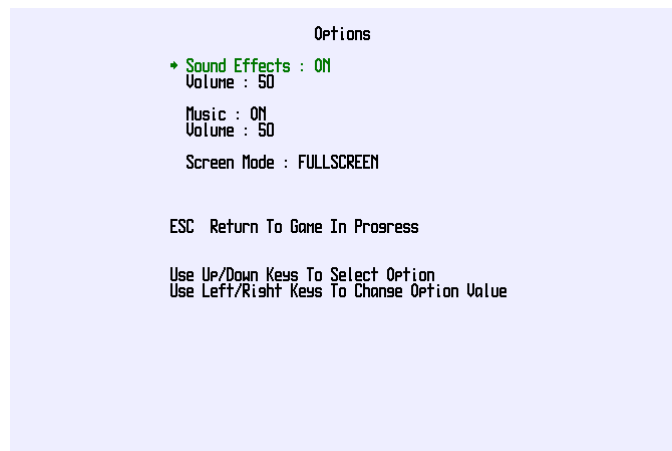 Options
Sound Effects : ON
Volume : 50
Music : ON
Volume : 50
Screen Mode : FULLSCREEN
ESC Return To Game In Progress
Use Up/Down Keys To Select Option
Use Left/Right Keys To Change Option Value